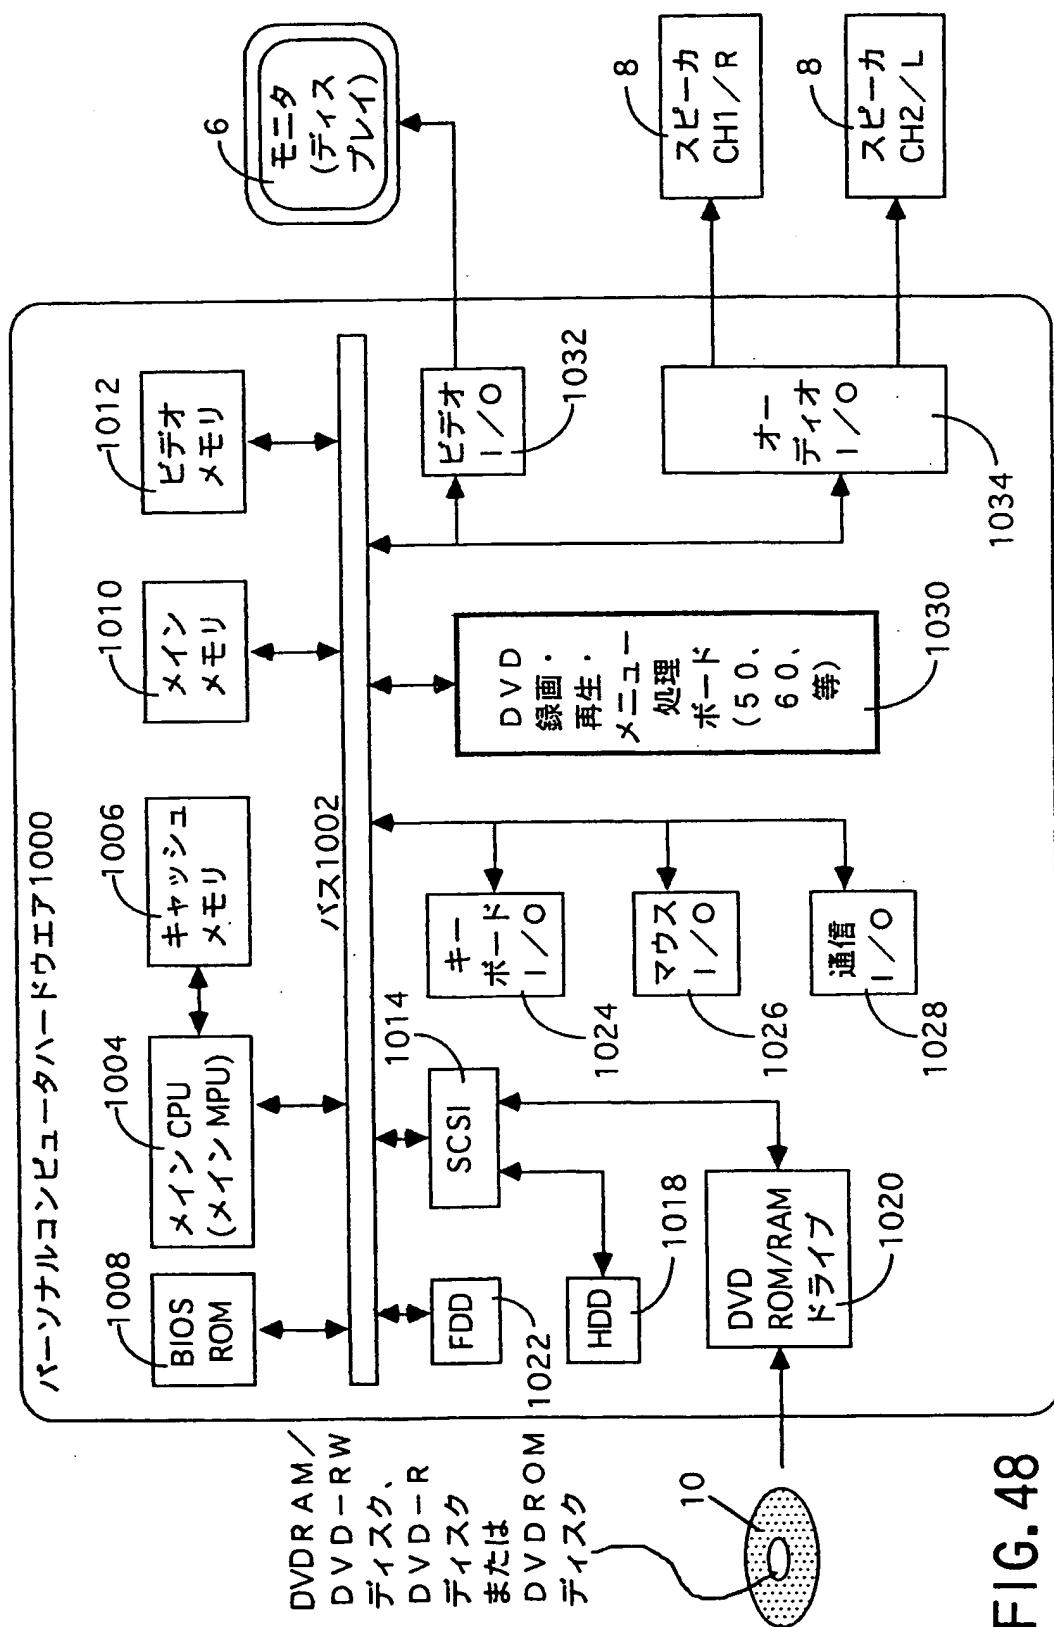 パーソナルコンピュータハードウエア1000
1008
BIOS
ROM
1004
メイン CPU
(メイン MPU)
1006
キャッシュ
メモリ
1010
メイン
メモリ
1012
ビデオ
メモリ
6
モニタ
(ディス
プレイ)
バス1002
FDD
1022
HDD
1018
1014
SCSI
DVD
ROM/RAM
ドライブ
1020
キー
ボード
I/O
1024
マウス
I/O
1026
通信
I/O
1028
DVD
録画・
再生・
メニュー
処理
ボード
(50、
60、
等)
1030
ビデオ
I/O
1032
オー
ディオ
I/O
1034
8
スピーカ
CH1/R
8
スピーカ
CH2/L
DVDRAM/
DVD-RW
ディスク、
DVD-R
ディスク
または
DVDROM
ディスク
10
FIG. 48